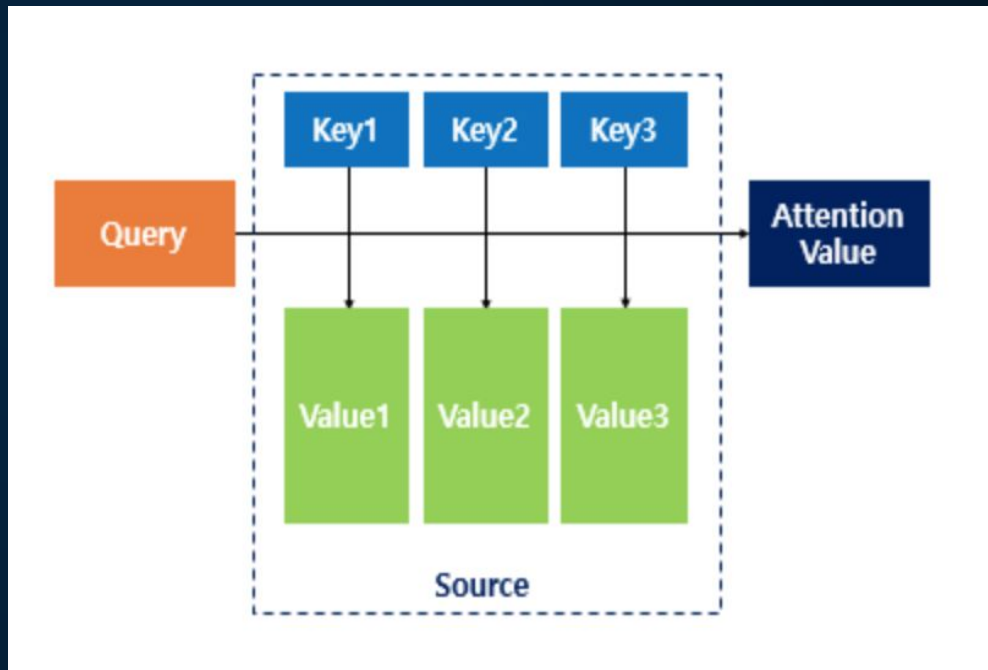 Key1 Key2 Key3
Query
Attention
Value
Value1 Value2 Value3
Source